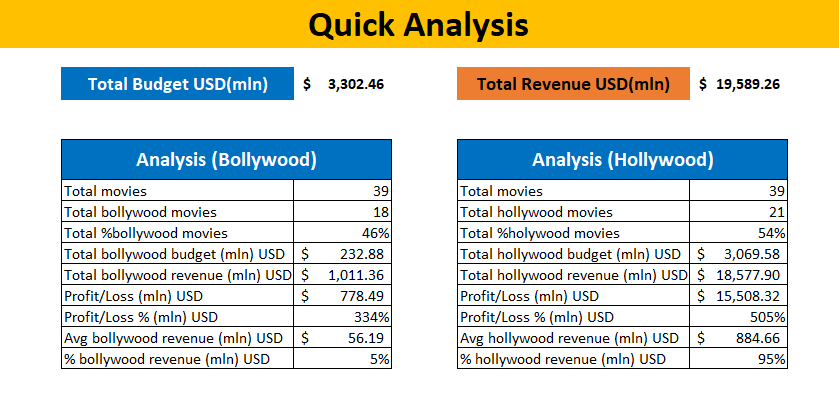 Quick Analysis
Total Budget USD(mln) $ 3,302.46
Total Revenue USD(mln) $ 19,589.26
Analysis (Bollywood)
Total movies 39
Total bollywood movies 18
Total %bollywood movies 46%
Total bollywood budget (mln) USD $ 232.88
Total bollywood revenue (mln) USD $ 1,011.36
Profit/Loss (mln) USD $ 778.49
Profit/Loss % (mln) USD 334%
Avg bollywood revenue (mln) USD $ 56.19
% bollywood revenue (mln) USD 5%
Analysis (Hollywood)
Total movies 39
Total hollywood movies 21
Total %holywood movies 54%
Total hollywood budget (mln) USD $ 3,069.58
Total hollywood revenue (mln) USD $ 18,577.90
Profit/Loss (mln) USD $ 15,508.32
Profit/Loss % (mln) USD 505%
Avg hollywood revenue (mln) USD $ 884.66
% hollywood revenue (mln) USD 95%